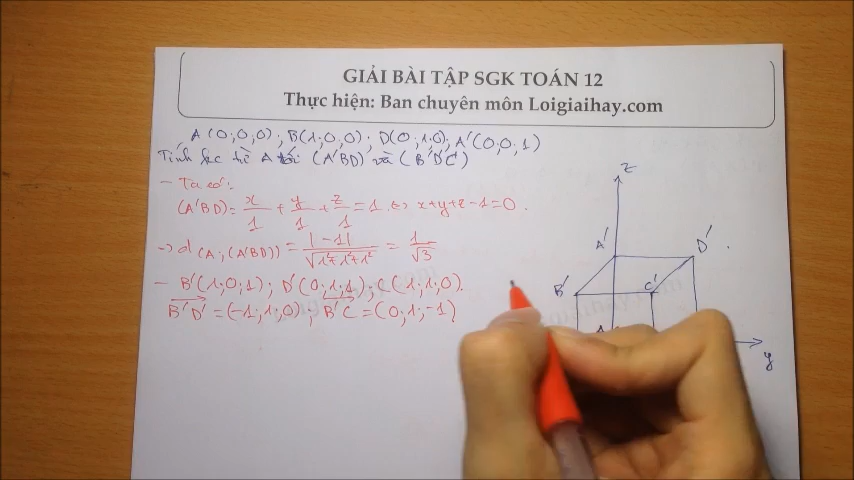 GIẢI BÀI TẬP SGK TOÁN 12
Thực hiện: Ban chuyên môn Loigiaihay.com
A(0;0;0); B(1;0;0); D(0;1;0); A'(0;0;1)
Tính k/c từ A tới (A'BD) và (B'D'C)
- Ta có:
(A'BD) = x/1 + y/1 + z/1 = 1 <=> x+y+z-1=0.
-> d(A; (A'BD)) = |-1|/√(1²+1²+1²) = 1/√3
- B'(1;0;1); D'(0;1;1); C(1;1;0).
B'D' = (-1;1;0); B'C = (0;1;-1)
z
A'
D'
B'
C'
A
y